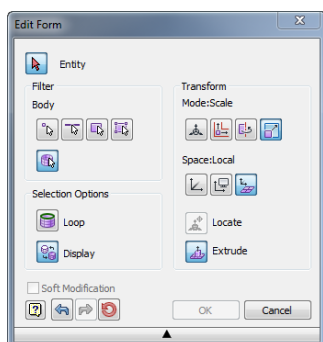 Edit Form
Entity
Filter
Body
Selection Options
Loop
Display
Transform
Mode:Scale
Space:Local
Locate
Extrude
Soft Modification
OK
Cancel